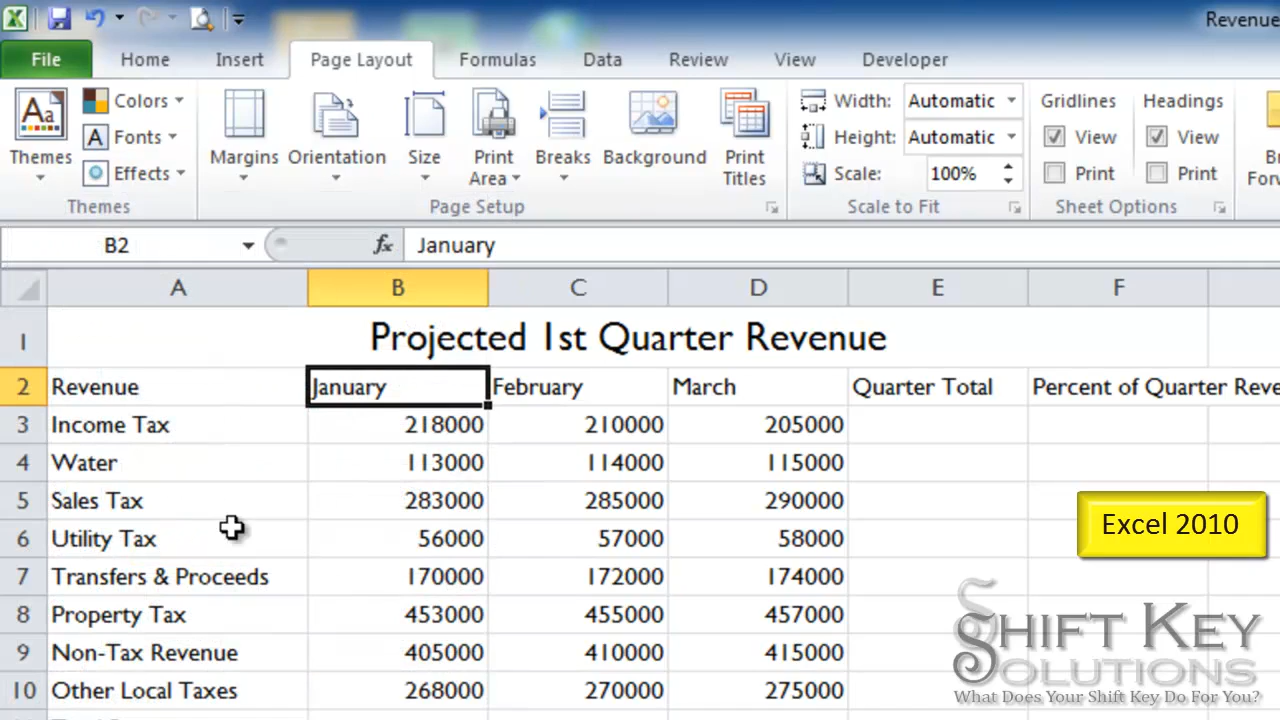 Revenue
File Home Insert Page Layout Formulas Data Review View Developer
Aa Colors Width: Automatic Gridlines Headings
A Fonts Height: Automatic View View
Themes Effects Margins Orientation Size Print Area Breaks Background Print Titles Scale: 100% Print Print
Themes Page Setup Scale to Fit Sheet Options
B2 fx January
A B C D E F
1 Projected 1st Quarter Revenue
2 Revenue January February March Quarter Total Percent of Quarter Reve
3 Income Tax 218000 210000 205000
4 Water 113000 114000 115000
5 Sales Tax 283000 285000 290000
Excel 2010
6 Utility Tax 56000 57000 58000
7 Transfers & Proceeds 170000 172000 174000
8 Property Tax 453000 455000 457000
9 Non-Tax Revenue 405000 410000 415000
10 Other Local Taxes 268000 270000 275000
Shift Key
Solutions
What Does Your Shift Key Do For You?